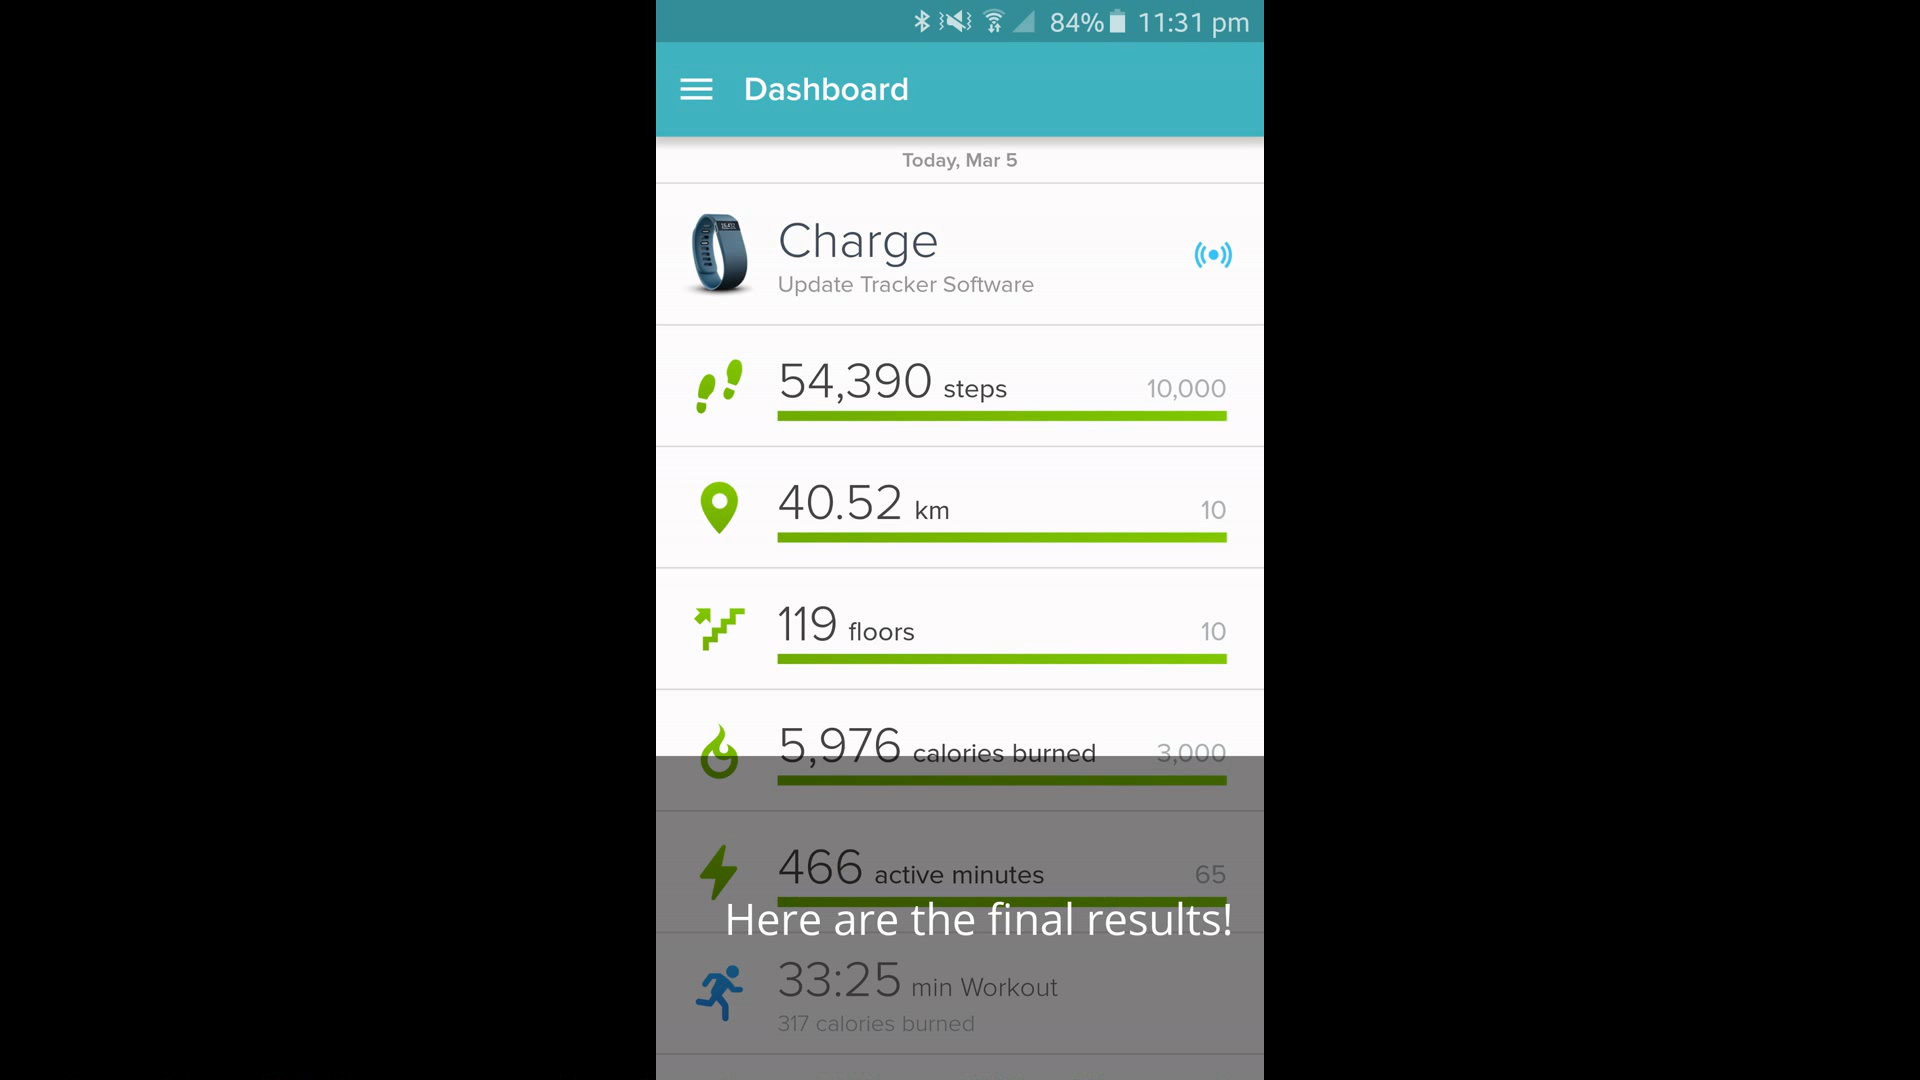 84% 11:31 pm
Dashboard
Today, Mar 5
Charge
Update Tracker Software
54,390 steps 10,000
40.52 km 10
119 floors 10
5,976 calories burned 3,000
466 active minutes 65
Here are the final results!
33:25 min Workout
317 calories burned